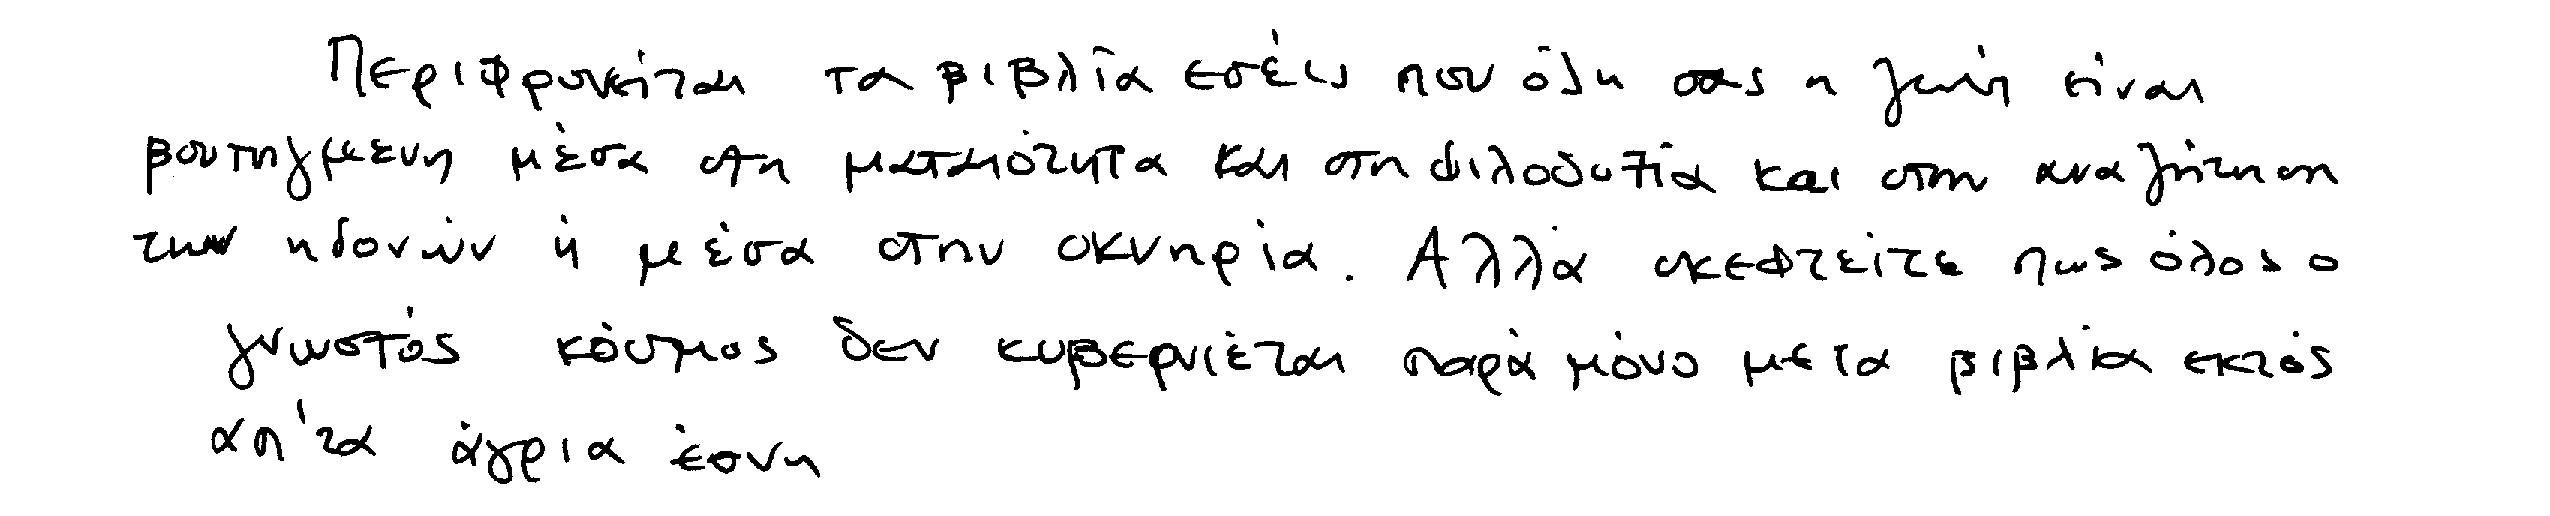 Περιφρονείται τα βιβλία εσείς που όλη σας η ζωή είναι
βουτηγμενη μέσα στη ματαιότητα και στη φιλοδοξία και στην αναζήτηση
των ηδονών ή μέσα στην οκνηρία. Αλλά σκεφτείτε πως όλος ο
γνωστός κόσμος δεν κυβερνιέται παρά μόνο με τα βιβλία εκτός
απ'τα άγρια έθνη